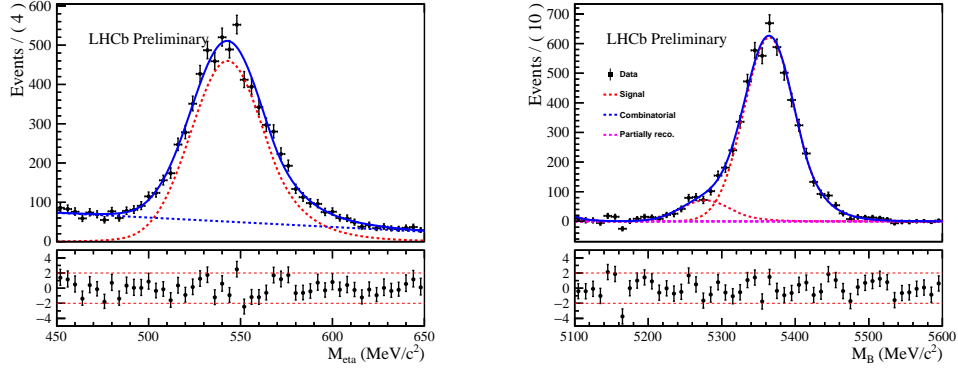 Events / ( 4 )
600
500
400
300
200
100
0
LHCb Preliminary
4
2
0
−2
−4
450 500 550 600 650
M_eta (MeV/c²)
Events / ( 10 )
700
600
500
400
300
200
100
0
LHCb Preliminary
Data
Signal
Combinatorial
Partially reco.
4
2
0
−2
−4
5100 5200 5300 5400 5500 5600
M_B (MeV/c²)